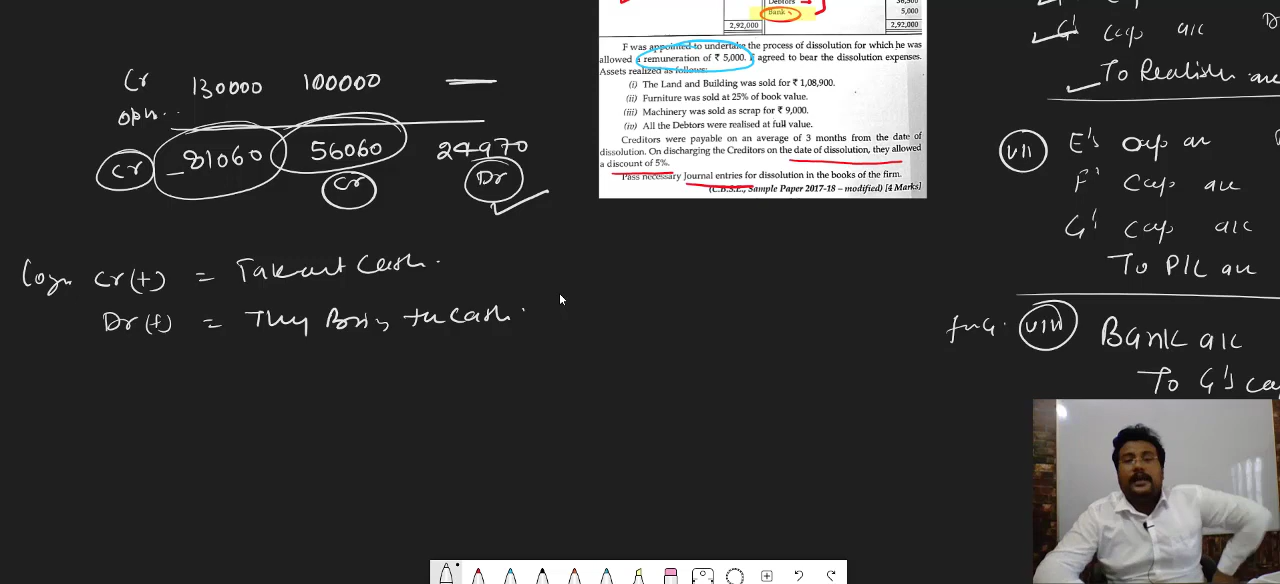 Debtors
Bank
5,000
2,92,000
2,92,000
F was appointed to undertake the process of dissolution for which he was
allowed a remuneration of ₹ 5,000. F agreed to bear the dissolution expenses.
Assets realized as follows:
(i) The Land and Building was sold for ₹ 1,08,900.
(ii) Furniture was sold at 25% of book value.
(iii) Machinery was sold as scrap for ₹ 9,000.
(iv) All the Debtors were realised at full value.
Creditors were payable on an average of 3 months from the date of
dissolution. On discharging the Creditors on the date of dissolution, they allowed
a discount of 5%.
Pass necessary Journal entries for dissolution in the books of the firm.
(C.B.S.E., Sample Paper 2017-18 – modified) [4 Marks]
Cr 130000 100000 —
Cr 81060 56060 24970
Cr Dr
Cr (+) = Takeout Cash.
Dr (+) = They Bring the cash.
G's Cap a/c
To Realisn a/c
VII E's Cap a/c
F' Cap a/c
G's Cap a/c
To P/L a/c
VIII Bank a/c
To G's Ca